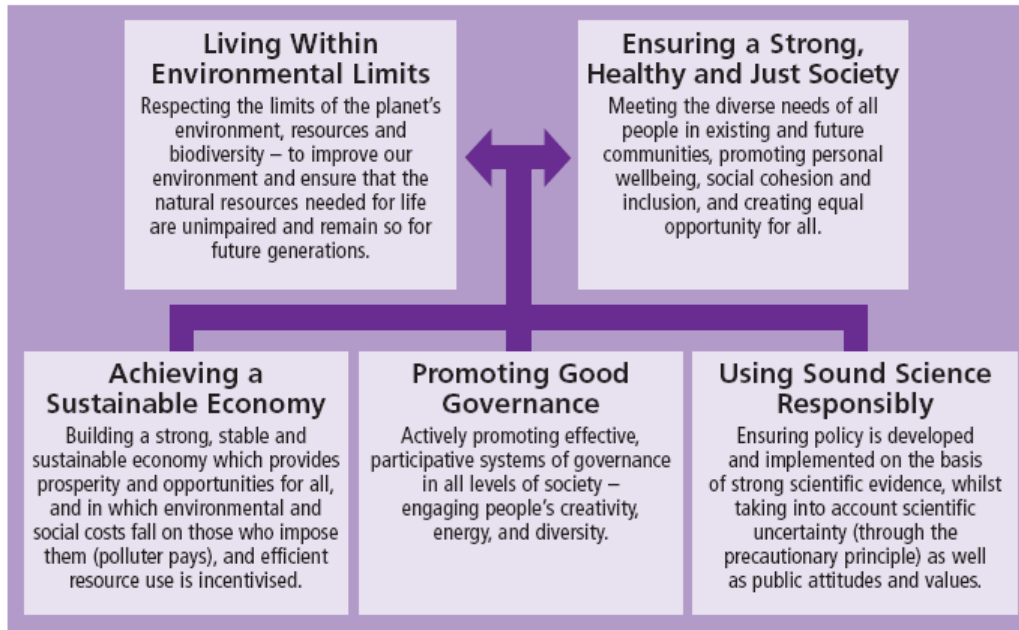 Living Within
Environmental Limits
Respecting the limits of the planet's
environment, resources and
biodiversity – to improve our
environment and ensure that the
natural resources needed for life
are unimpaired and remain so for
future generations.
Ensuring a Strong,
Healthy and Just Society
Meeting the diverse needs of all
people in existing and future
communities, promoting personal
wellbeing, social cohesion and
inclusion, and creating equal
opportunity for all.
Achieving a
Sustainable Economy
Building a strong, stable and
sustainable economy which provides
prosperity and opportunities for all,
and in which environmental and
social costs fall on those who impose
them (polluter pays), and efficient
resource use is incentivised.
Promoting Good
Governance
Actively promoting effective,
participative systems of governance
in all levels of society –
engaging people's creativity,
energy, and diversity.
Using Sound Science
Responsibly
Ensuring policy is developed
and implemented on the basis
of strong scientific evidence, whilst
taking into account scientific
uncertainty (through the
precautionary principle) as well
as public attitudes and values.